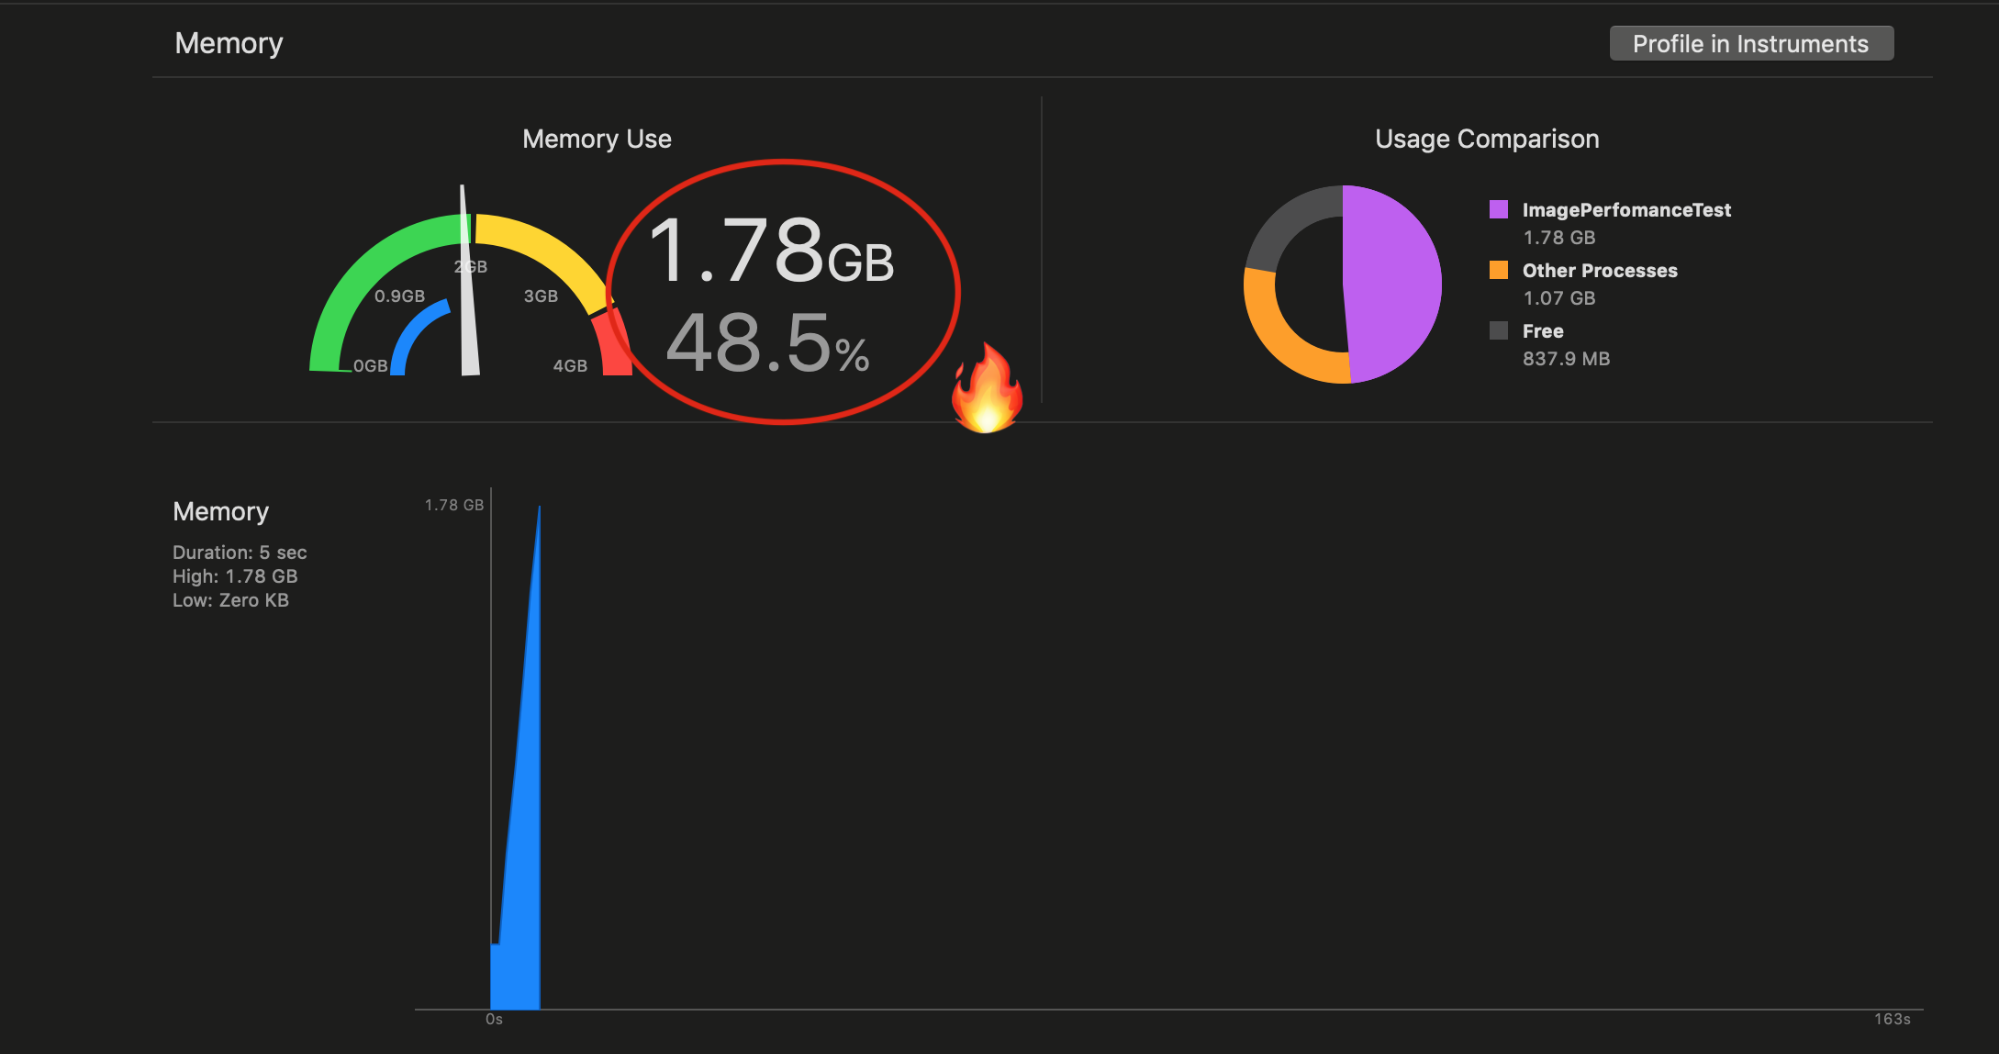 Memory
Profile in Instruments
Memory Use
1.78GB
48.5%
0GB
0.9GB
2GB
3GB
4GB
Usage Comparison
ImagePerfomanceTest
1.78 GB
Other Processes
1.07 GB
Free
837.9 MB
Memory
Duration: 5 sec
High: 1.78 GB
Low: Zero KB
1.78 GB
0s
163s